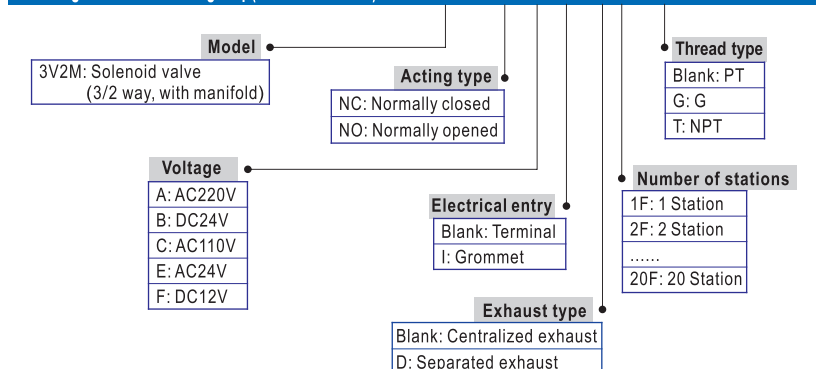 Model
3V2M: Solenoid valve
(3/2 way, with manifold)
Acting type
NC: Normally closed
NO: Normally opened
Thread type
Blank: PT
G: G
T: NPT
Voltage
A: AC220V
B: DC24V
C: AC110V
E: AC24V
F: DC12V
Electrical entry
Blank: Terminal
I: Grommet
Number of stations
1F: 1 Station
2F: 2 Station
......
20F: 20 Station
Exhaust type
Blank: Centralized exhaust
D: Separated exhaust